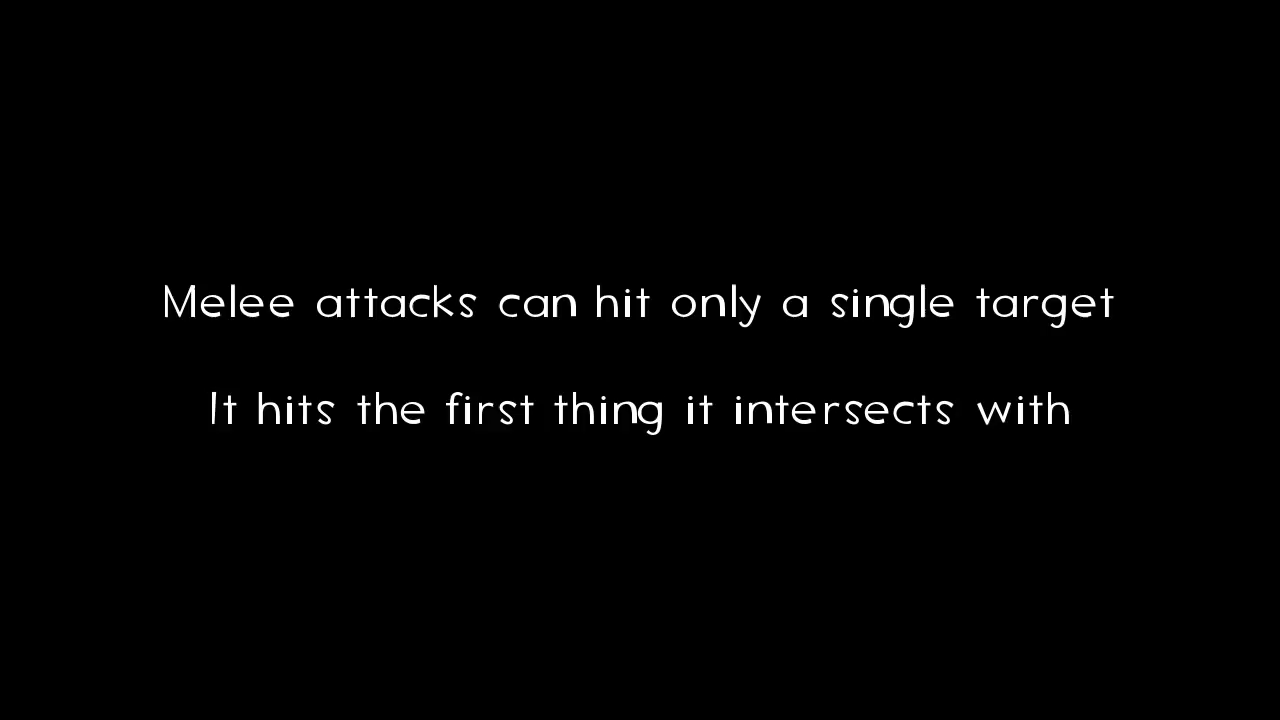 Melee attacks can hit only a single target
It hits the first thing it intersects with